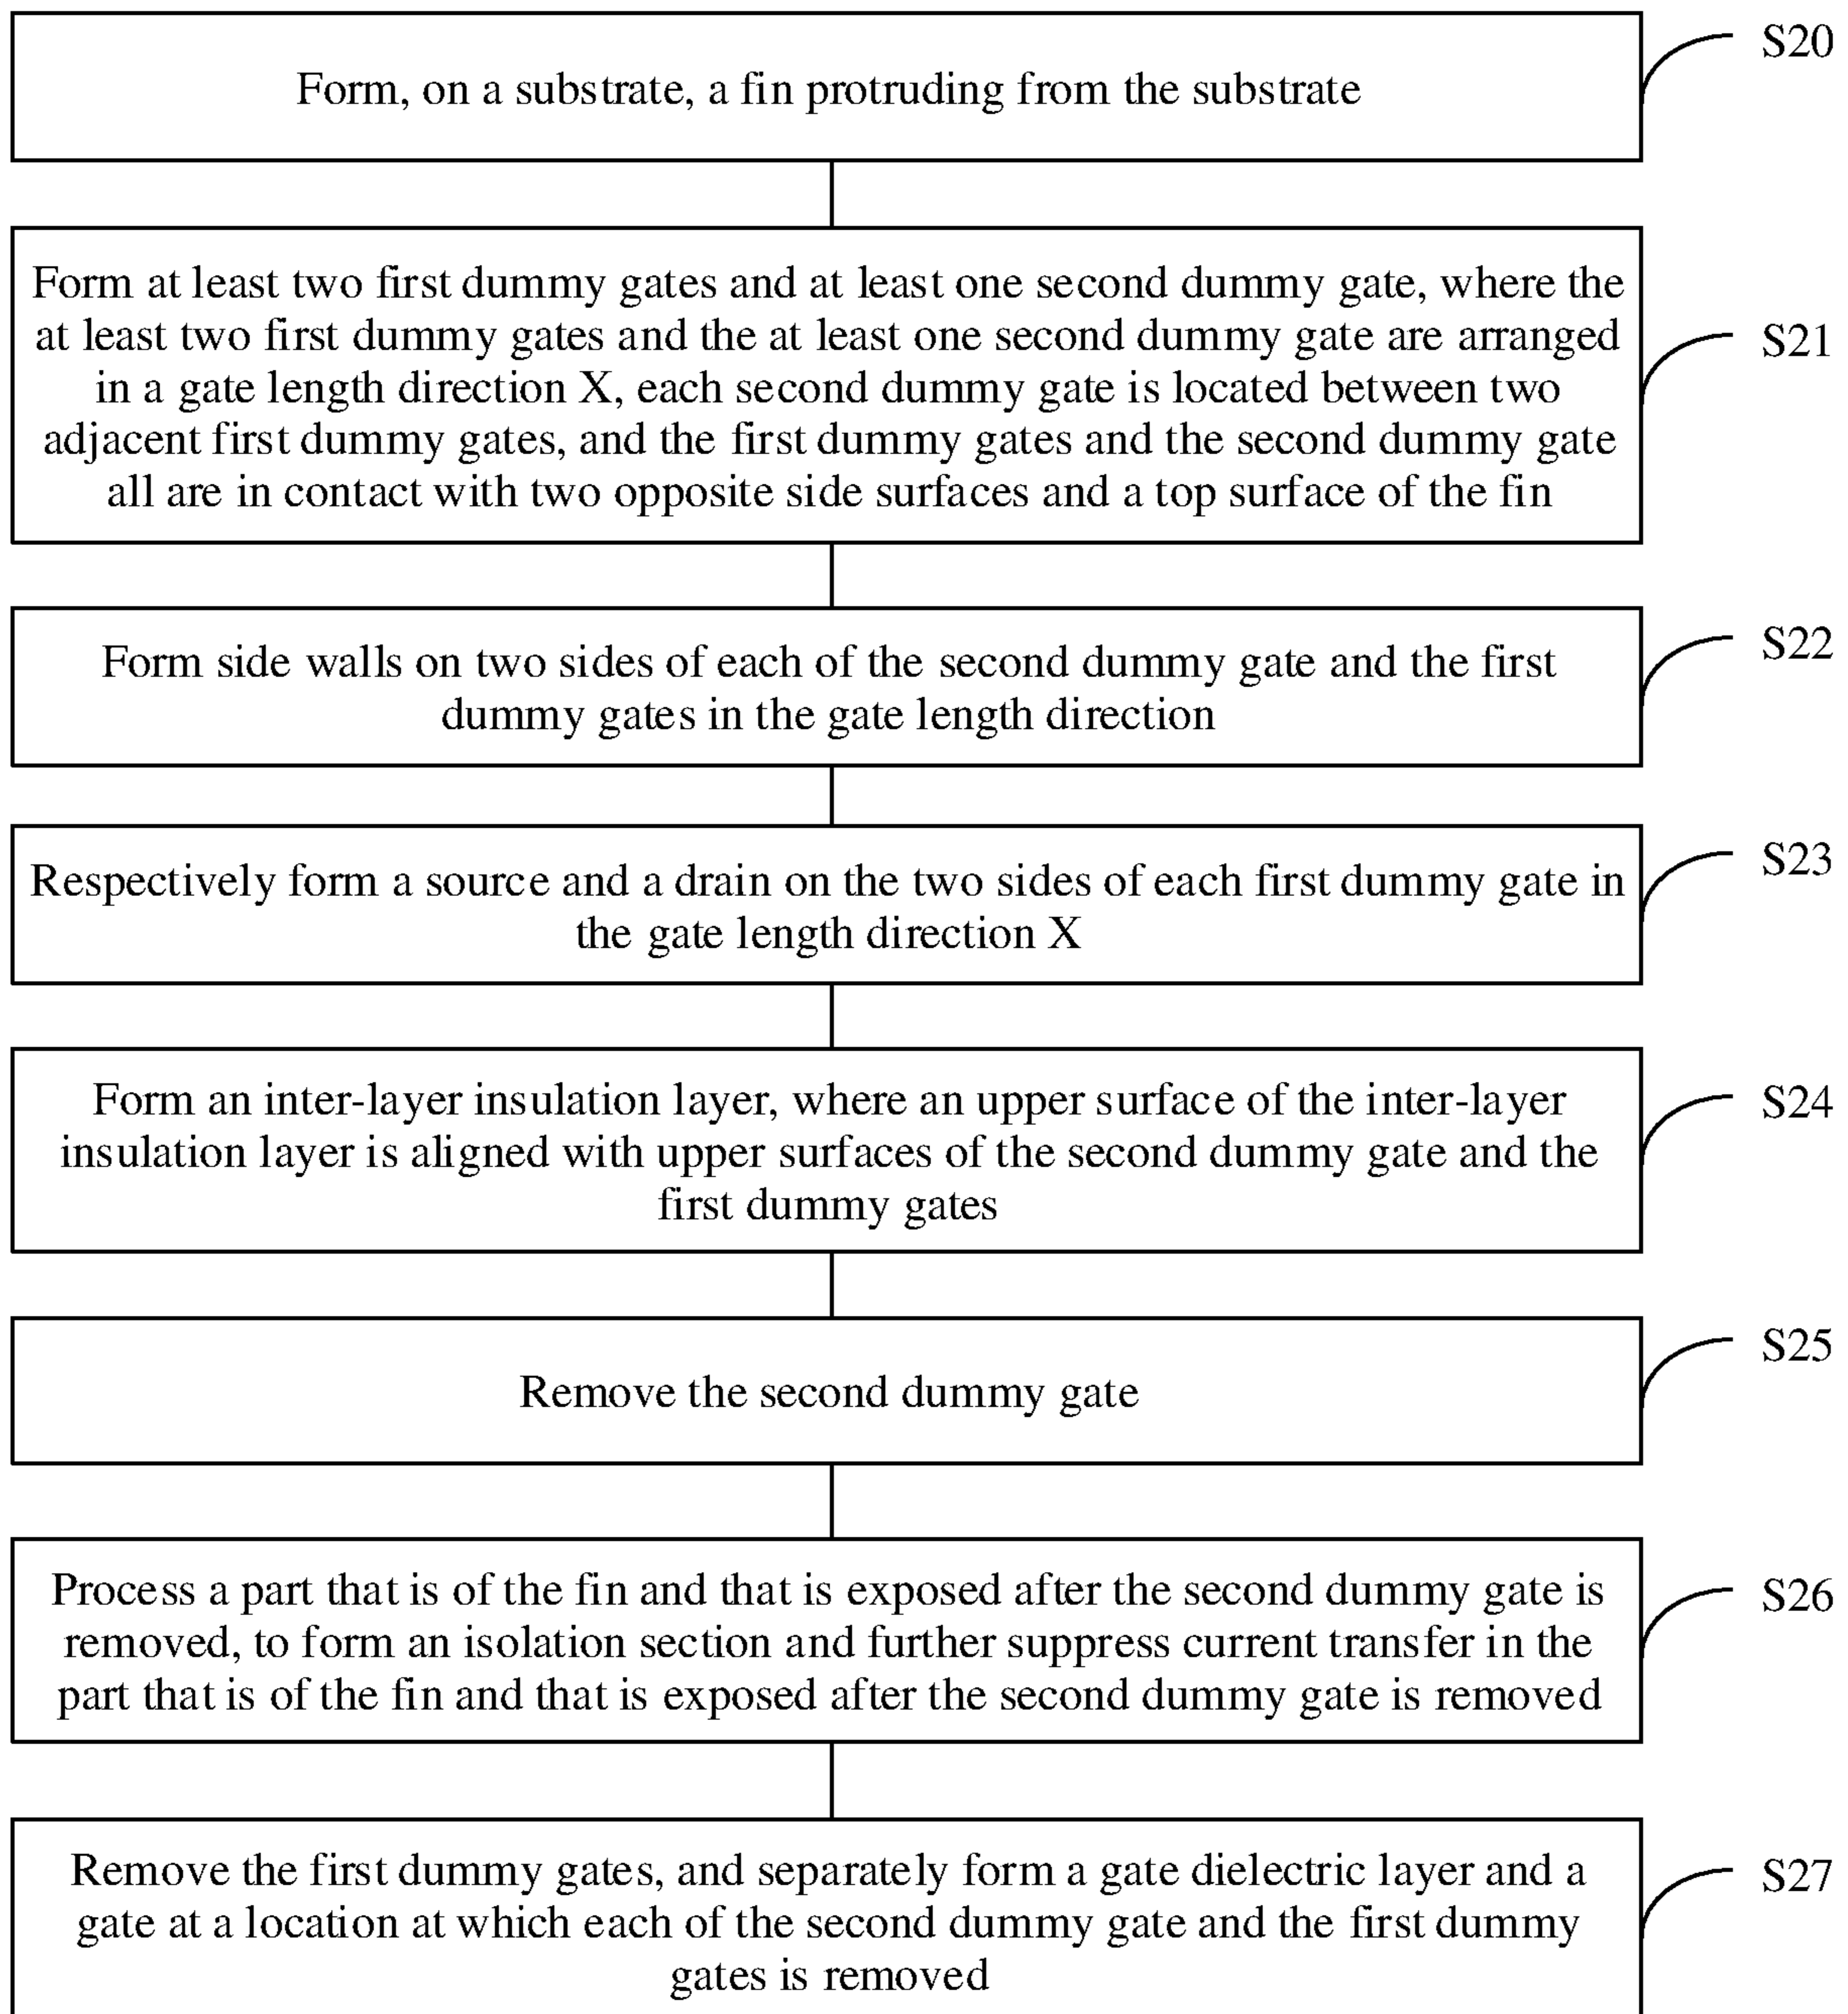 Form, on a substrate, a fin protruding from the substrate
S20
Form at least two first dummy gates and at least one second dummy gate, where the
at least two first dummy gates and the at least one second dummy gate are arranged
in a gate length direction X, each second dummy gate is located between two
adjacent first dummy gates, and the first dummy gates and the second dummy gate
all are in contact with two opposite side surfaces and a top surface of the fin
S21
Form side walls on two sides of each of the second dummy gate and the first
dummy gates in the gate length direction
S22
Respectively form a source and a drain on the two sides of each first dummy gate in
the gate length direction X
S23
Form an inter-layer insulation layer, where an upper surface of the inter-layer
insulation layer is aligned with upper surfaces of the second dummy gate and the
first dummy gates
S24
Remove the second dummy gate
S25
Process a part that is of the fin and that is exposed after the second dummy gate is
removed, to form an isolation section and further suppress current transfer in the
part that is of the fin and that is exposed after the second dummy gate is removed
S26
Remove the first dummy gates, and separately form a gate dielectric layer and a
gate at a location at which each of the second dummy gate and the first dummy
gates is removed
S27